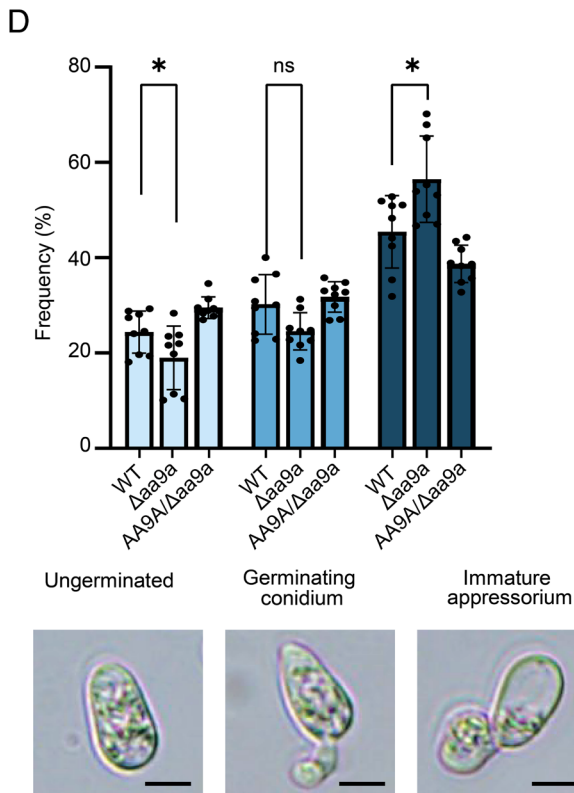 D
80
60
40
20
0
Frequency (%)
*
ns
*
WT
Δaa9a
AA9A/Δaa9a
WT
Δaa9a
AA9A/Δaa9a
WT
Δaa9a
AA9A/Δaa9a
Ungerminated
Germinating
conidium
Immature
appressorium